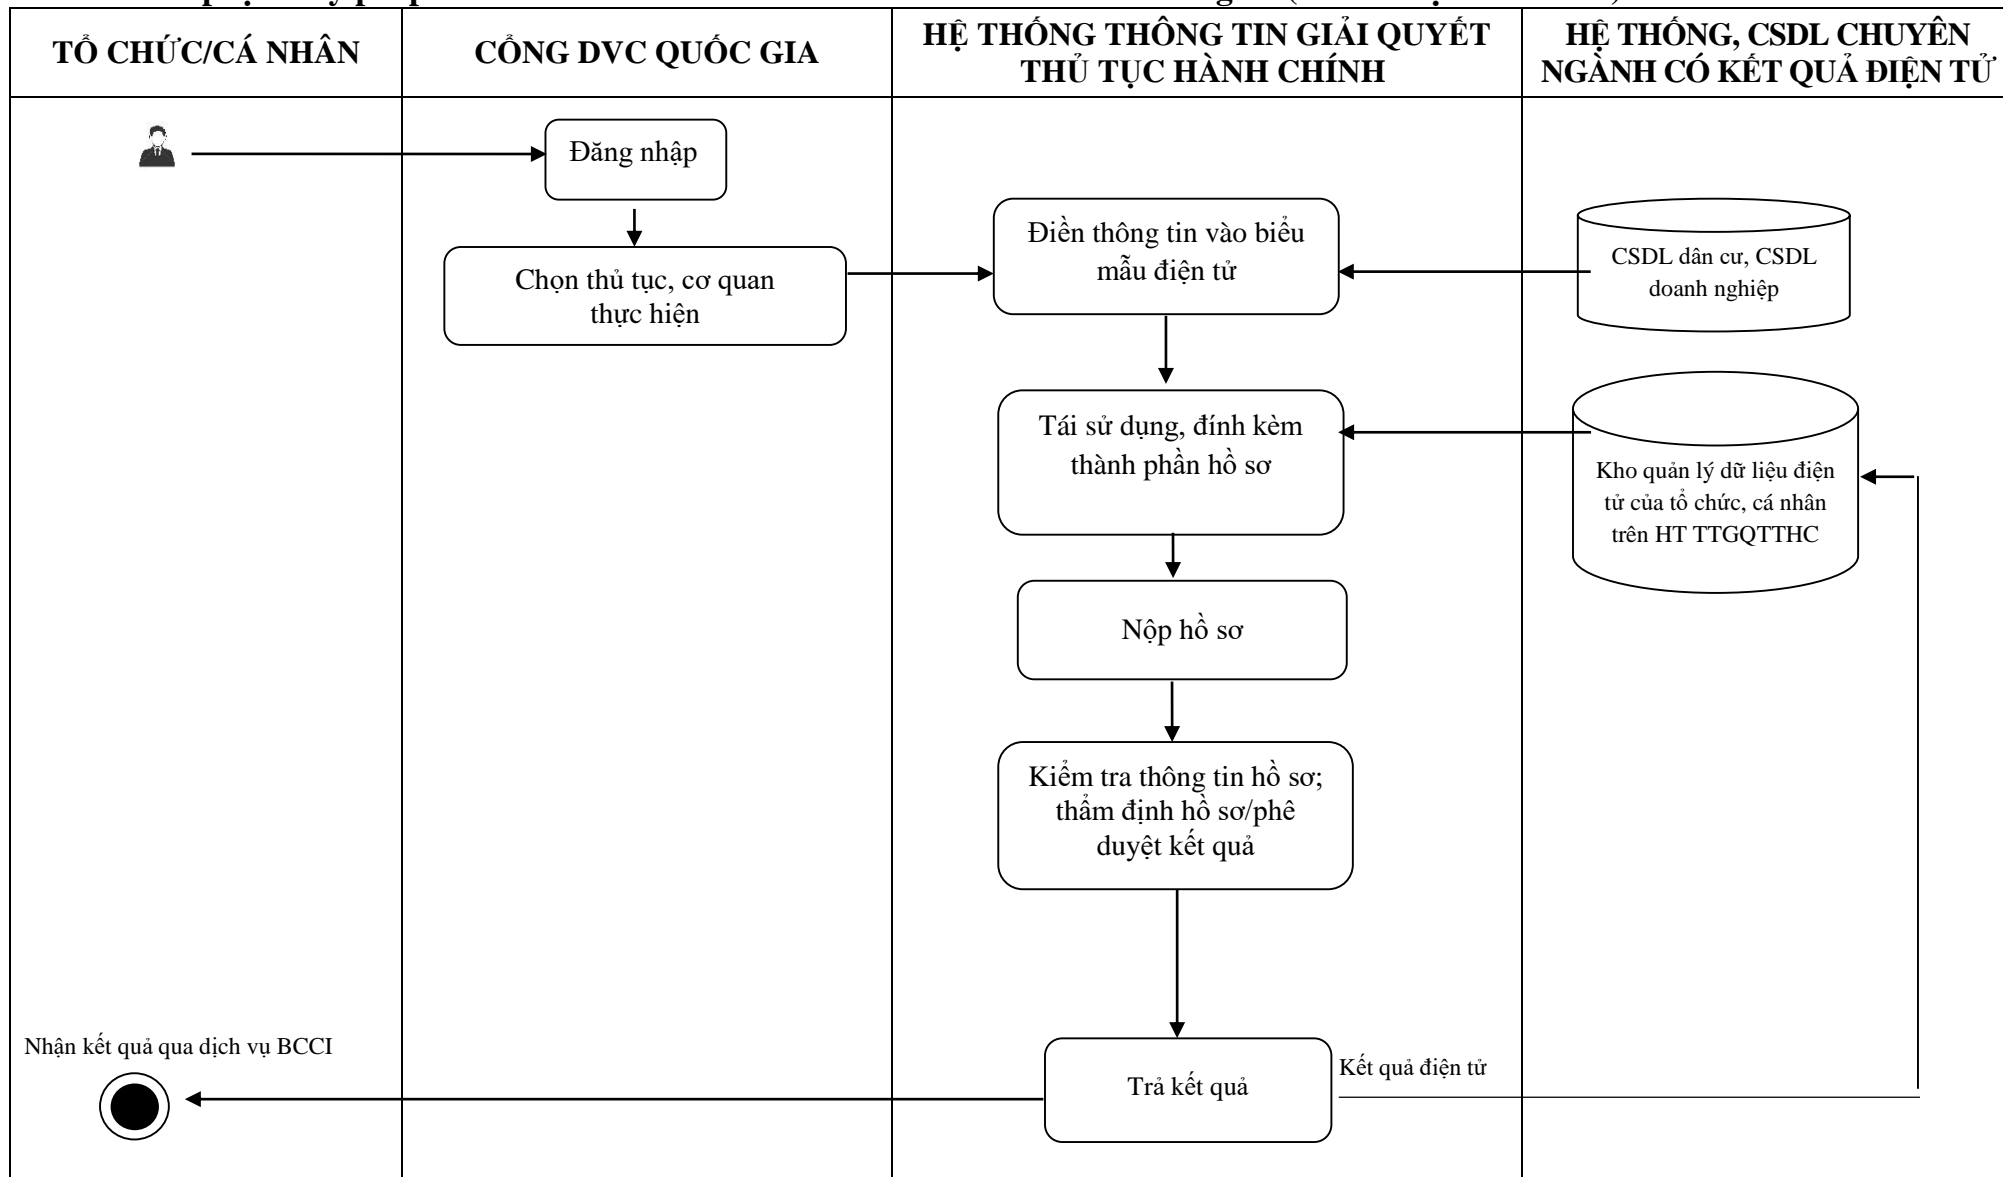 TỔ CHỨC/CÁ NHÂN
CỔNG DVC QUỐC GIA
HỆ THỐNG THÔNG TIN GIẢI QUYẾT
THỦ TỤC HÀNH CHÍNH
HỆ THỐNG, CSDL CHUYÊN
NGÀNH CÓ KẾT QUẢ ĐIỆN TỬ
Đăng nhập
Chọn thủ tục, cơ quan
thực hiện
Điền thông tin vào biểu
mẫu điện tử
CSDL dân cư, CSDL
doanh nghiệp
Tái sử dụng, đính kèm
thành phần hồ sơ
Kho quản lý dữ liệu điện
tử của tổ chức, cá nhân
trên HT TTGQTTHC
Nộp hồ sơ
Kiểm tra thông tin hồ sơ;
thẩm định hồ sơ/phê
duyệt kết quả
Nhận kết quả qua dịch vụ BCCI
Trả kết quả
Kết quả điện tử